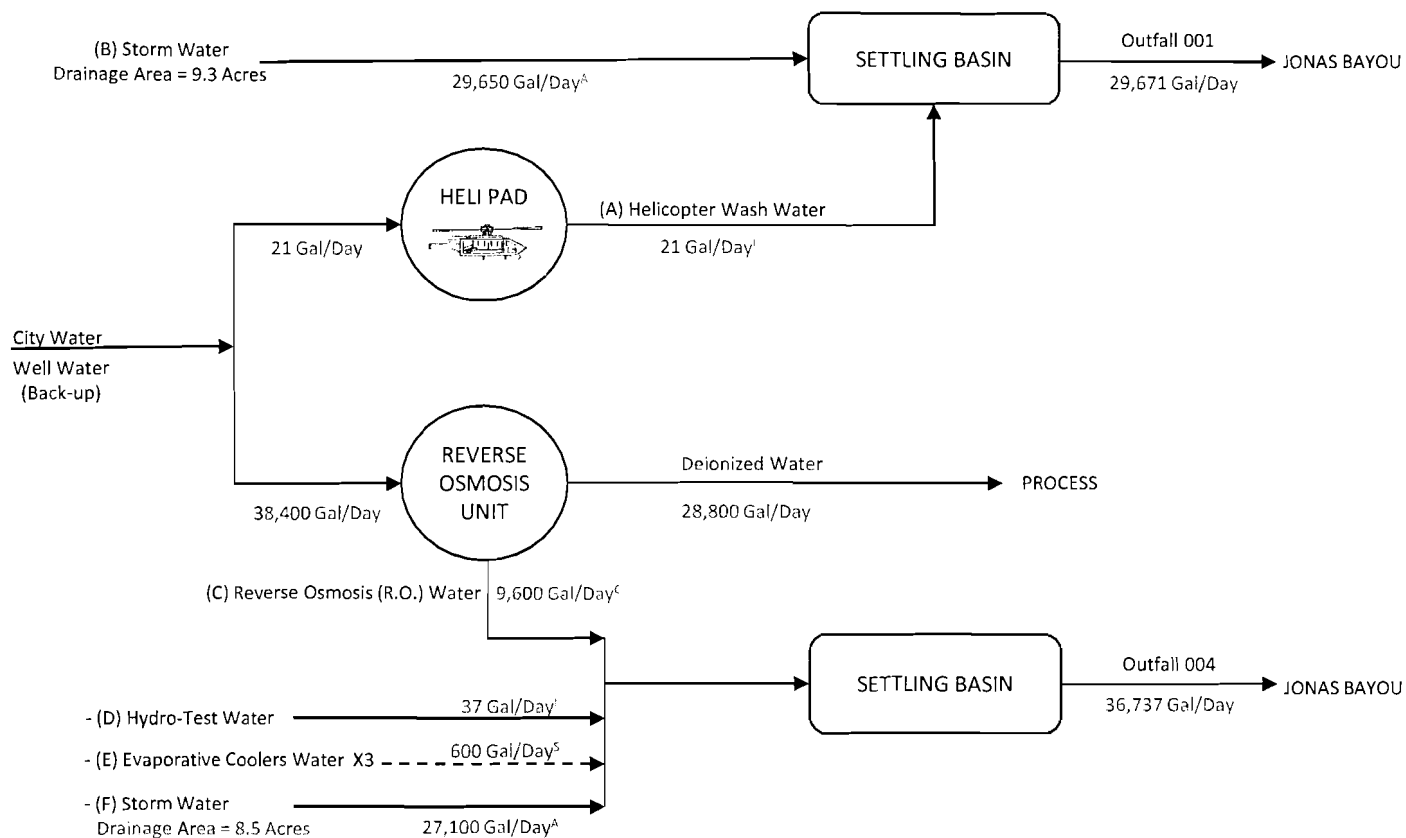 (B) Storm Water
Drainage Area = 9.3 Acres
29,650 Gal/Day^A
SETTLING BASIN
Outfall 001
29,671 Gal/Day
JONAS BAYOU
HELI PAD
21 Gal/Day
(A) Helicopter Wash Water
21 Gal/Day^I
City Water
Well Water
(Back-up)
REVERSE
OSMOSIS
UNIT
38,400 Gal/Day
Deionized Water
28,800 Gal/Day
PROCESS
(C) Reverse Osmosis (R.O.) Water
9,600 Gal/Day^C
SETTLING BASIN
Outfall 004
36,737 Gal/Day
JONAS BAYOU
- (D) Hydro-Test Water
37 Gal/Day^I
- (E) Evaporative Coolers Water X3
600 Gal/Day^S
- (F) Storm Water
Drainage Area = 8.5 Acres
27,100 Gal/Day^A